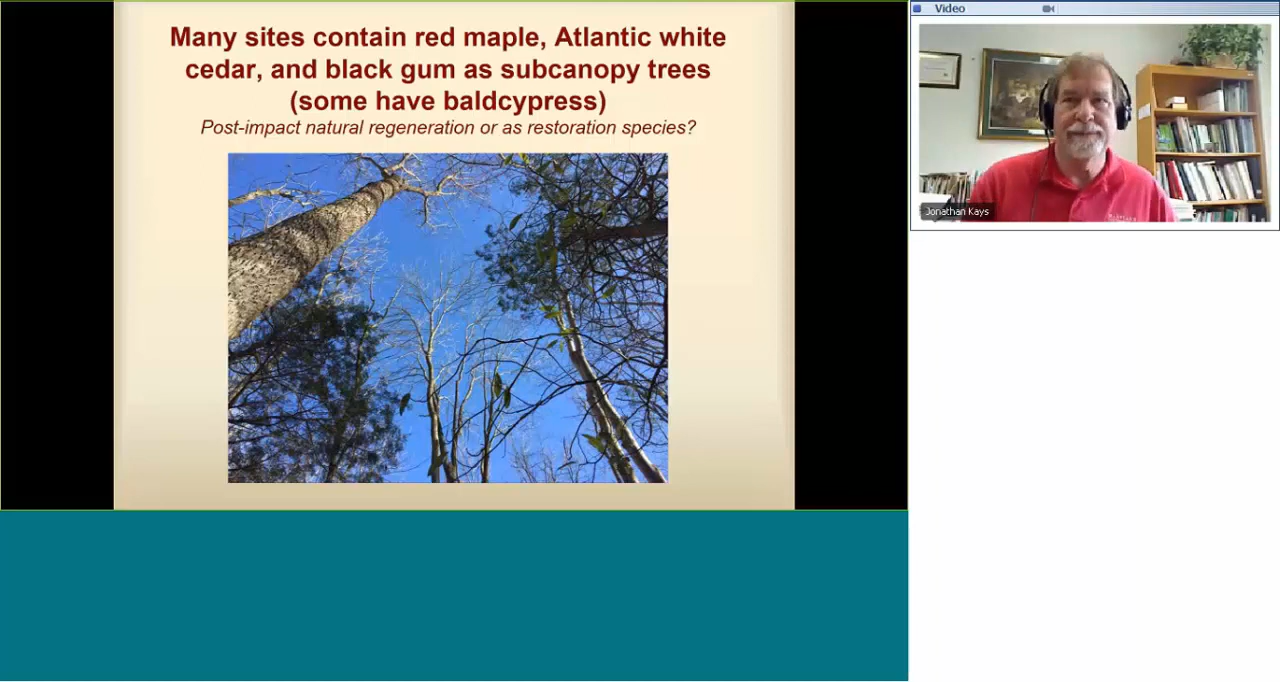 Many sites contain red maple, Atlantic white
cedar, and black gum as subcanopy trees
(some have baldcypress)
Post-impact natural regeneration or as restoration species?
Video
Jonathan Kays